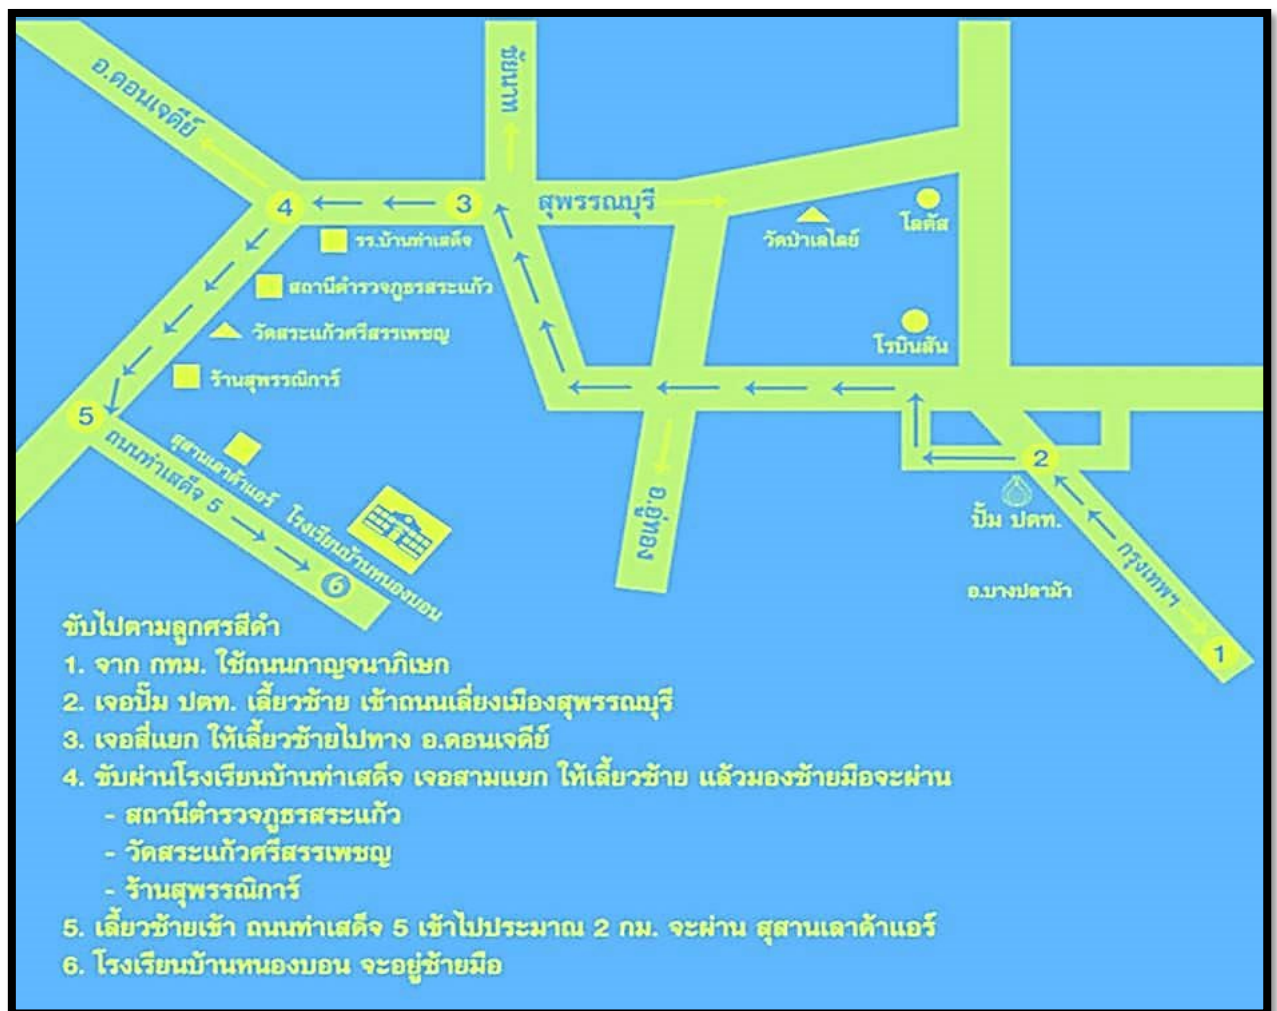 อ.ดอนเจดีย์
ชัยนาท
4
3
สุพรรณบุรี
วัดป่าเลไลย์
โลตัส
รร.บ้านท่าเสด็จ
สถานีตำรวจภูธรสระแก้ว
วัดสระแก้วศรีสรรเพชญ
โรบินสัน
ร้านสุพรรณิการ์
5
ถนนท่าเสด็จ 5
สุสานเลาค้าแอร์
โรงเรียนบ้านหนองบอน
6
อ.อู่ทอง
2
ปั๊ม ปตท.
กรุงเทพฯ
อ.บางปลาม้า
1
ขับไปตามลูกศรสีดำ
1. จาก กทม. ใช้ถนนกาญจนาภิเษก
2. เจอปั๊ม ปตท. เลี้ยวซ้าย เข้าถนนเลี่ยงเมืองสุพรรณบุรี
3. เจอสี่แยก ให้เลี้ยวซ้ายไปทาง อ.ดอนเจดีย์
4. ขับผ่านโรงเรียนบ้านท่าเสด็จ เจอสามแยก ให้เลี้ยวซ้าย แล้วมองซ้ายมือจะผ่าน
- สถานีตำรวจภูธรสระแก้ว
- วัดสระแก้วศรีสรรเพชญ
- ร้านสุพรรณิการ์
5. เลี้ยวซ้ายเข้า ถนนท่าเสด็จ 5 เข้าไปประมาณ 2 กม. จะผ่าน สุสานเลาค้าแอร์
6. โรงเรียนบ้านหนองบอน จะอยู่ซ้ายมือ